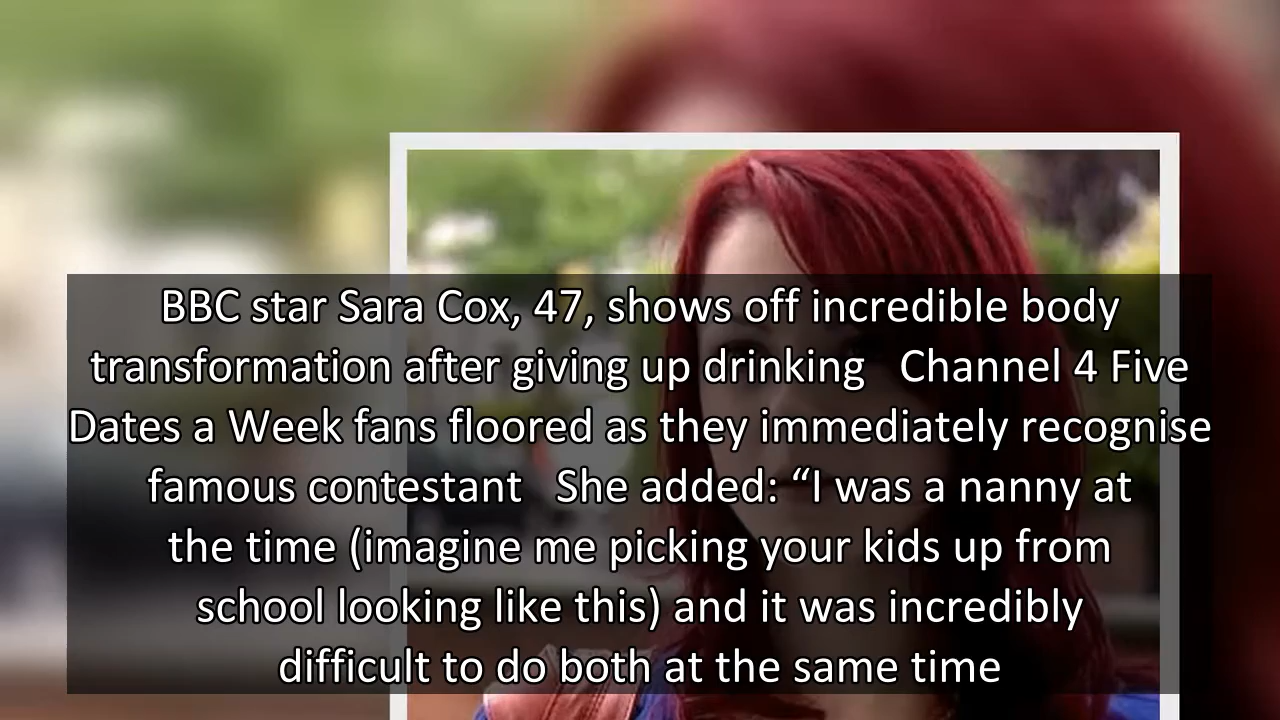 BBC star Sara Cox, 47, shows off incredible body
transformation after giving up drinking   Channel 4 Five
Dates a Week fans floored as they immediately recognise
famous contestant   She added: “I was a nanny at
the time (imagine me picking your kids up from
school looking like this) and it was incredibly
difficult to do both at the same time